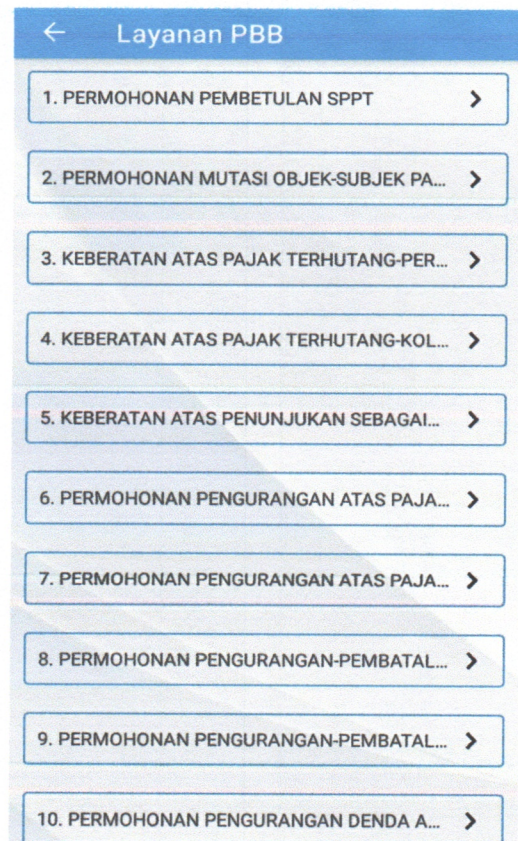 Layanan PBB
1. PERMOHONAN PEMBETULAN SPPT
2. PERMOHONAN MUTASI OBJEK-SUBJEK PA...
3. KEBERATAN ATAS PAJAK TERHUTANG-PER...
4. KEBERATAN ATAS PAJAK TERHUTANG-KOL...
5. KEBERATAN ATAS PENUNJUKAN SEBAGAI...
6. PERMOHONAN PENGURANGAN ATAS PAJA...
7. PERMOHONAN PENGURANGAN ATAS PAJA...
8. PERMOHONAN PENGURANGAN-PEMBATAL...
9. PERMOHONAN PENGURANGAN-PEMBATAL...
10. PERMOHONAN PENGURANGAN DENDA A...